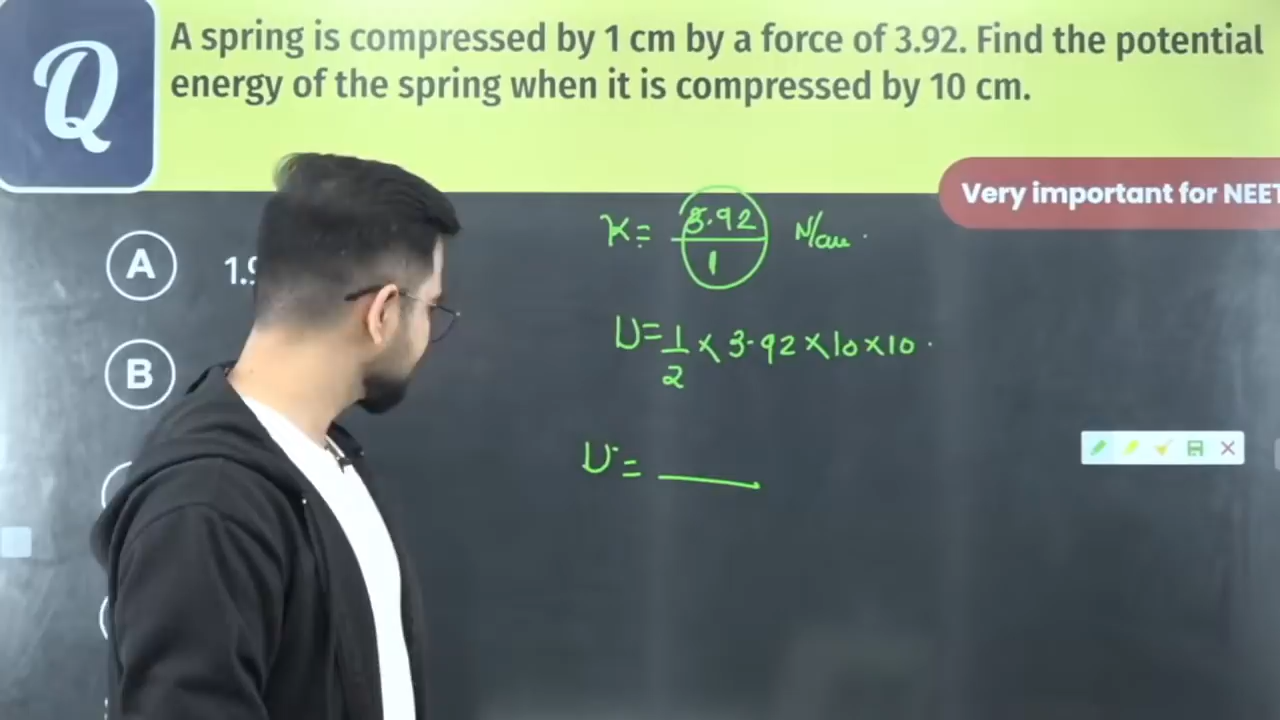 Q
A spring is compressed by 1 cm by a force of 3.92. Find the potential
energy of the spring when it is compressed by 10 cm.
Very important for NEET
K = 3.92 / 1 N/cm.
A
U = 1/2 × 3.92 × 10 × 10.
B
U =